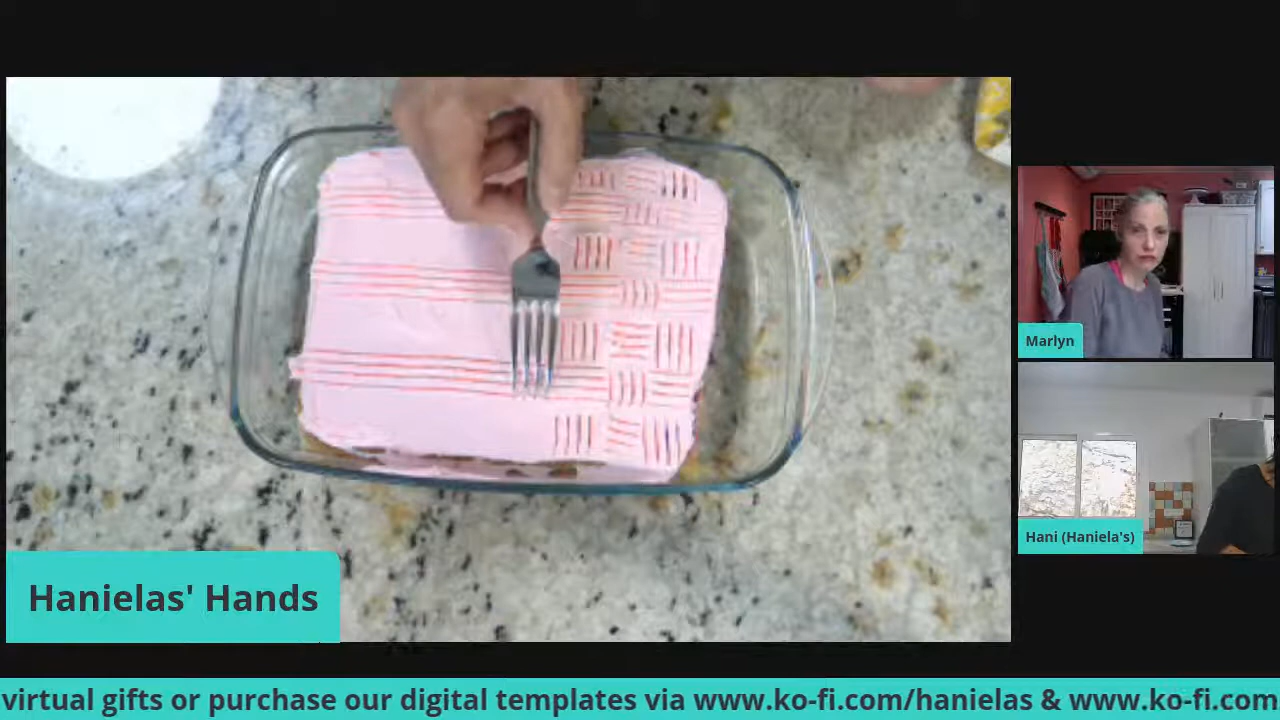 Marlyn
Hani (Haniela's)
Hanielas' Hands
virtual gifts or purchase our digital templates via www.ko-fi.com/hanielas & www.ko-fi.com